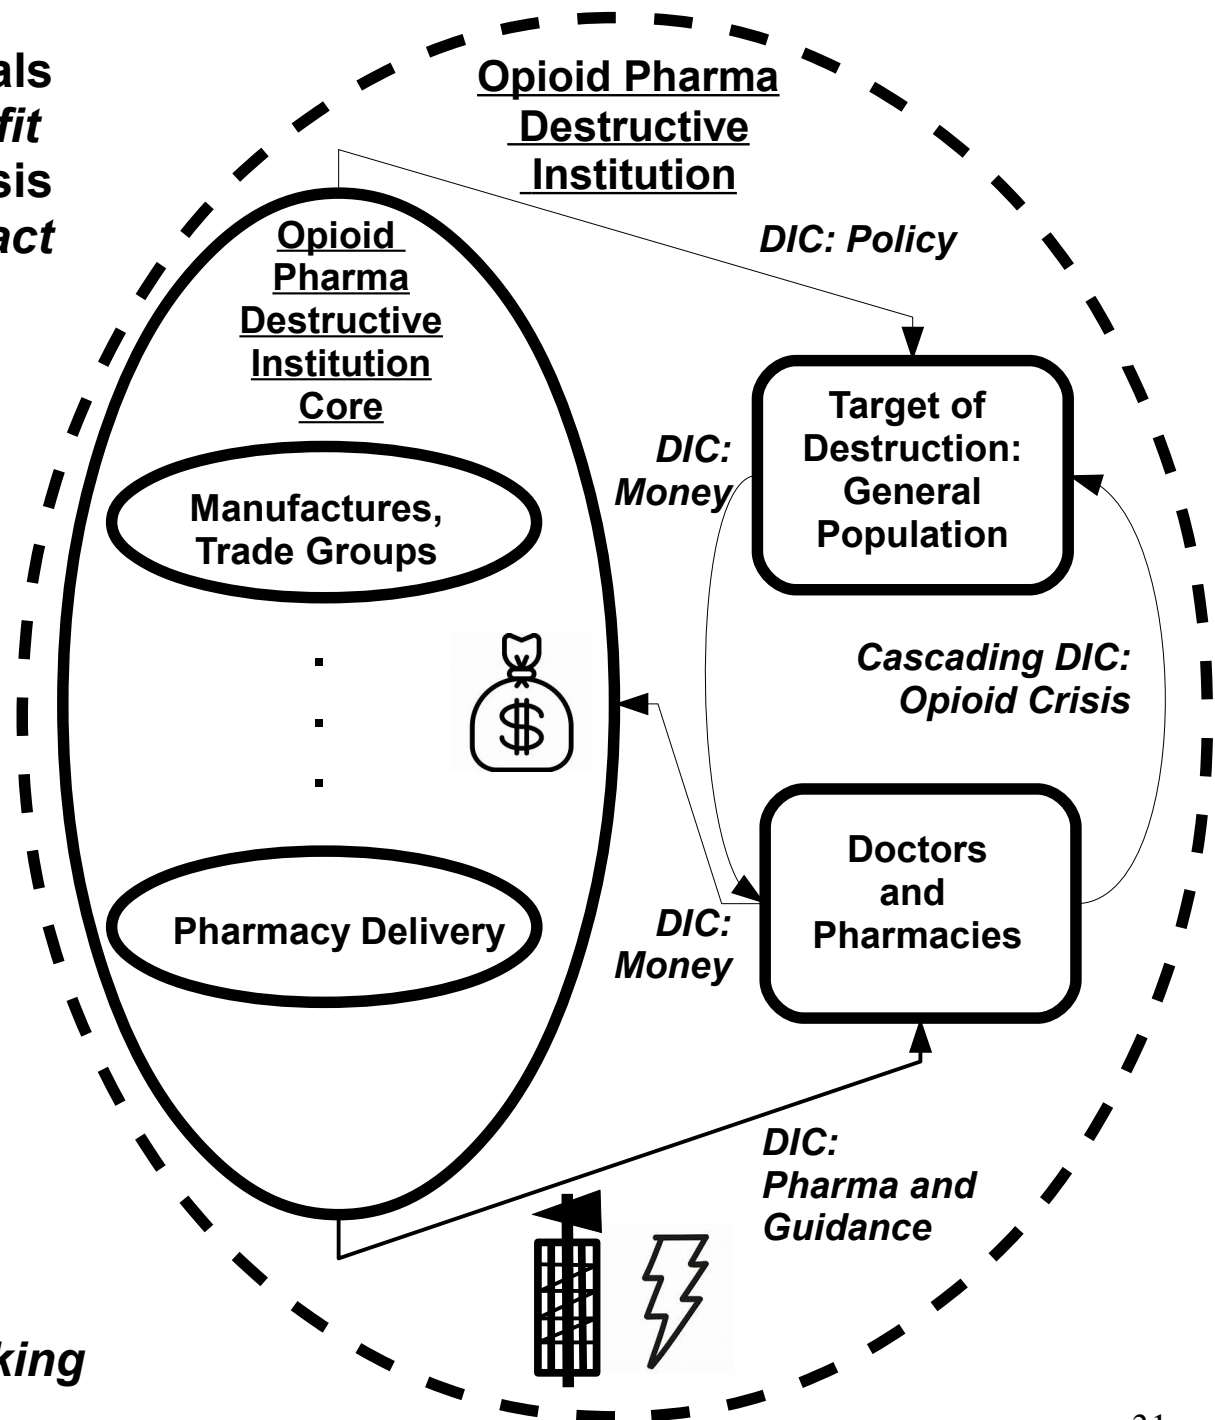 als
fit
sis
act
Opioid Pharma
Destructive
Institution
Opioid
Pharma
Destructive
Institution
Core
DIC: Policy
Target of
Destruction:
General
Population
DIC:
Money
Manufactures,
Trade Groups
$
Cascading DIC:
Opioid Crisis
Doctors
and
Pharmacies
Pharmacy Delivery
DIC:
Money
DIC:
Pharma and
Guidance
king